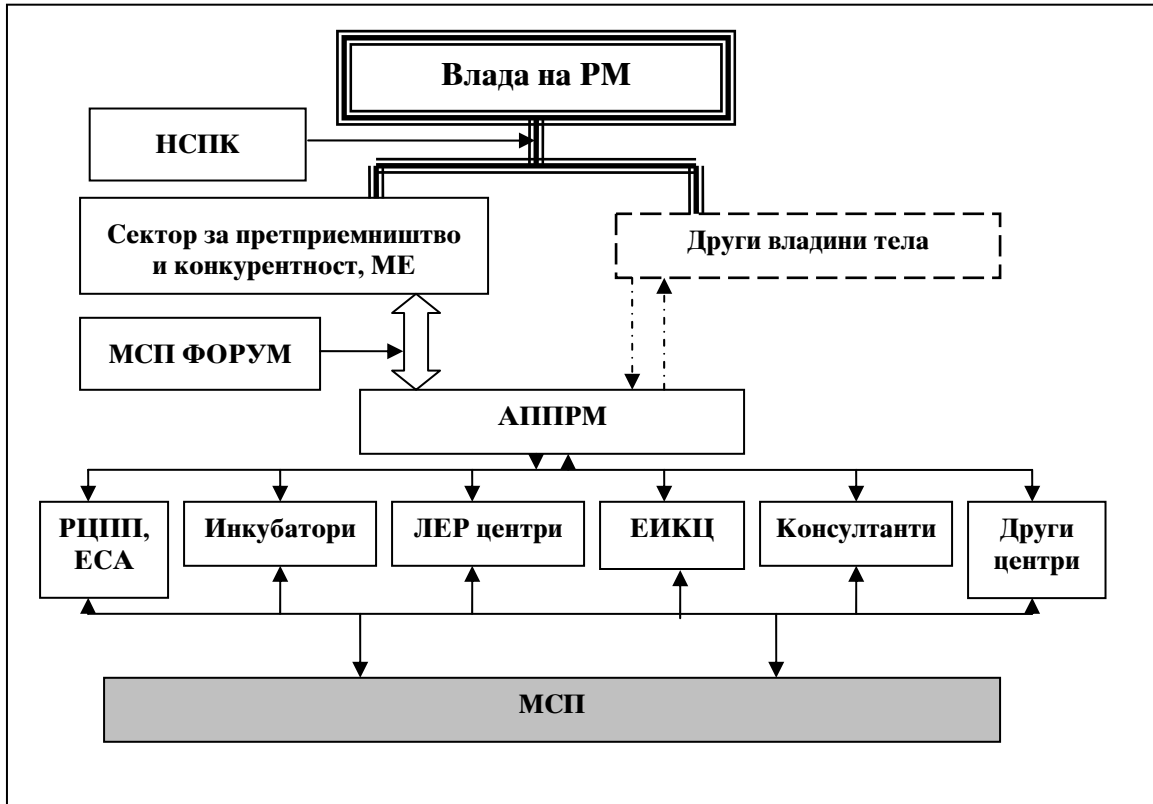 Влада на РМ
НСПК
Сектор за претприемништво
и конкурентност, МЕ
Други владини тела
МСП ФОРУМ
АППРМ
РЦПП,
ЕСА
Инкубатори
ЛЕР центри
ЕИКЦ
Консултанти
Други
центри
МСП